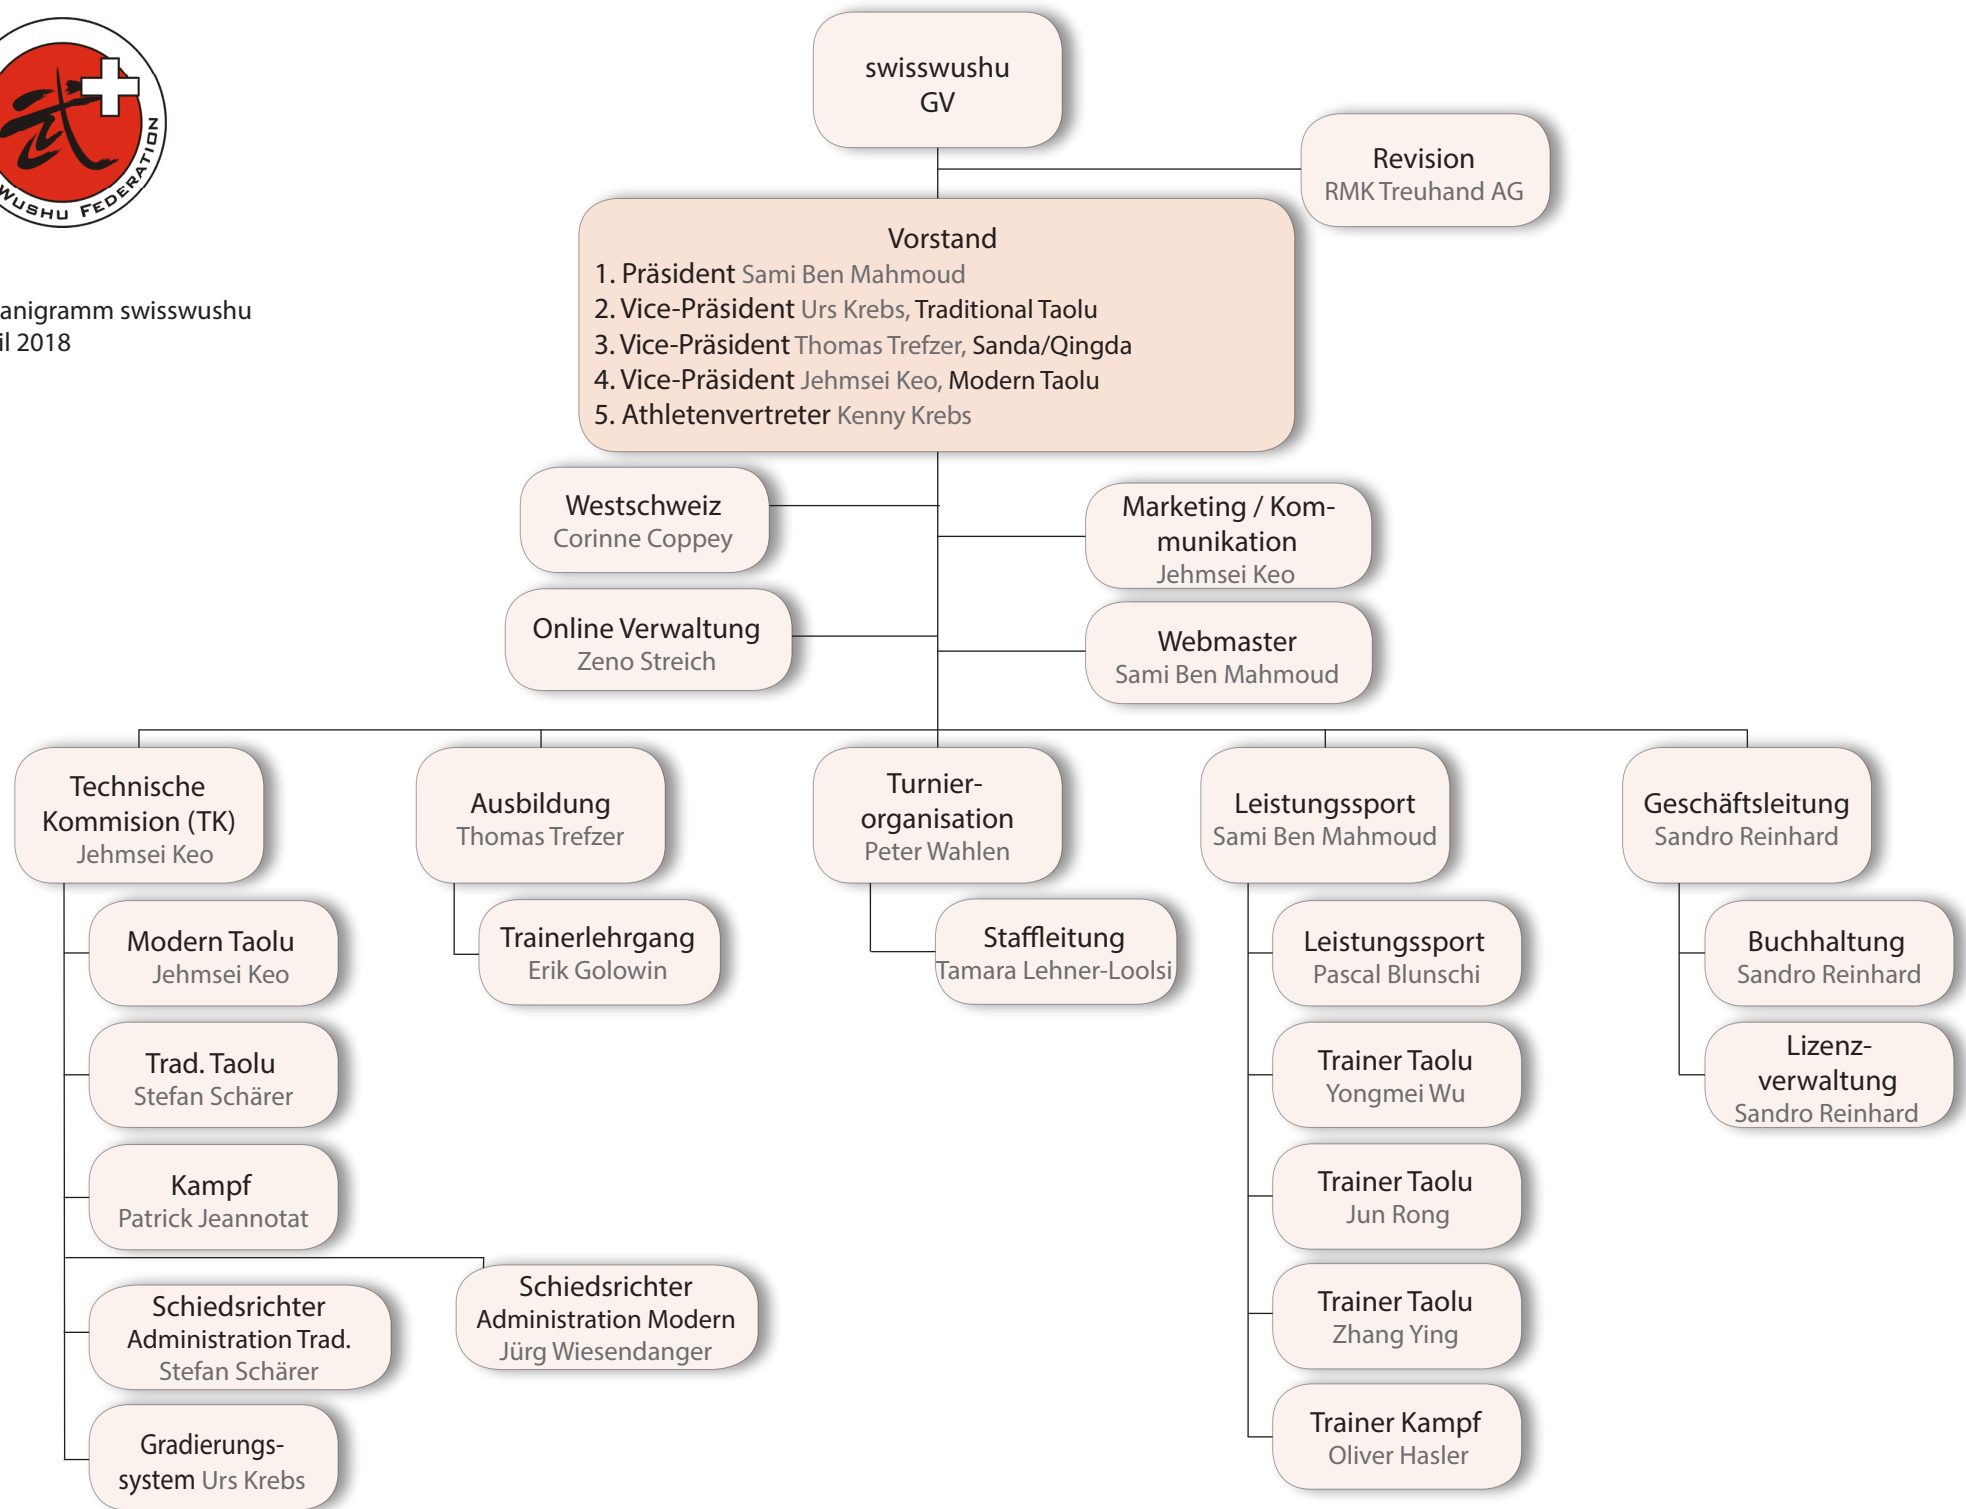 WUSHU FEDERATION
anigramm swisswushu
il 2018
swisswushu
GV
Revision
RMK Treuhand AG
Vorstand
1. Präsident Sami Ben Mahmoud
2. Vice-Präsident Urs Krebs, Traditional Taolu
3. Vice-Präsident Thomas Trefzer, Sanda/Qingda
4. Vice-Präsident Jehmsei Keo, Modern Taolu
5. Athletenvertreter Kenny Krebs
Westschweiz
Corinne Coppey
Marketing / Kom-
munikation
Jehmsei Keo
Online Verwaltung
Zeno Streich
Webmaster
Sami Ben Mahmoud
Technische
Kommision (TK)
Jehmsei Keo
Ausbildung
Thomas Trefzer
Turnier-
organisation
Peter Wahlen
Leistungssport
Sami Ben Mahmoud
Geschäftsleitung
Sandro Reinhard
Modern Taolu
Jehmsei Keo
Trad. Taolu
Stefan Schärer
Kampf
Patrick Jeannotat
Schiedsrichter
Administration Trad.
Stefan Schärer
Schiedsrichter
Administration Modern
Jürg Wiesendanger
Gradierungs-
system Urs Krebs
Trainerlehrgang
Erik Golowin
Staffleitung
Tamara Lehner-Loolsi
Leistungssport
Pascal Blunschi
Trainer Taolu
Yongmei Wu
Trainer Taolu
Jun Rong
Trainer Taolu
Zhang Ying
Trainer Kampf
Oliver Hasler
Buchhaltung
Sandro Reinhard
Lizenz-
verwaltung
Sandro Reinhard